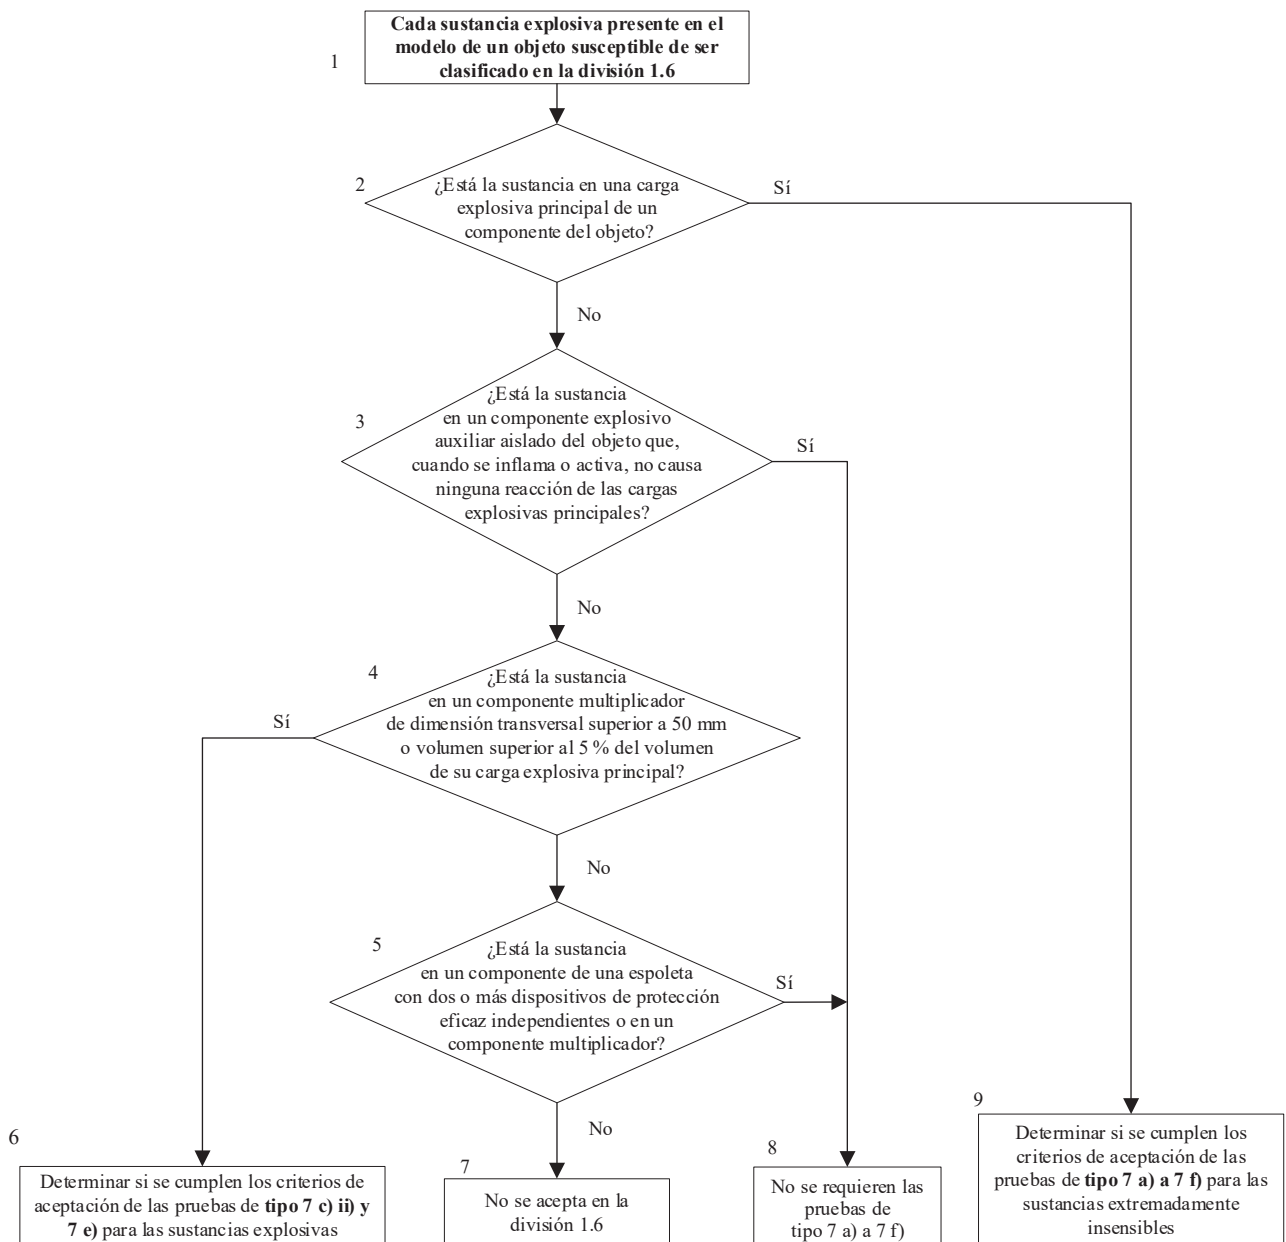 1
Cada sustancia explosiva presente en el
modelo de un objeto susceptible de ser
clasificado en la división 1.6
2
¿Está la sustancia en una carga
explosiva principal de un
componente del objeto?
Sí
No
3
¿Está la sustancia
en un componente explosivo
auxiliar aislado del objeto que,
cuando se inflama o activa, no causa
ninguna reacción de las cargas
explosivas principales?
Sí
No
4
¿Está la sustancia
en un componente multiplicador
de dimensión transversal superior a 50 mm
o volumen superior al 5 % del volumen
de su carga explosiva principal?
Sí
No
5
¿Está la sustancia
en un componente de una espoleta
con dos o más dispositivos de protección
eficaz independientes o en un
componente multiplicador?
Sí
No
6
Determinar si se cumplen los criterios de
aceptación de las pruebas de tipo 7 c) ii) y
7 e) para las sustancias explosivas
7
No se acepta en la
división 1.6
8
No se requieren las
pruebas de
tipo 7 a) a 7 f)
9
Determinar si se cumplen los
criterios de aceptación de las
pruebas de tipo 7 a) a 7 f) para las
sustancias extremadamente
insensibles